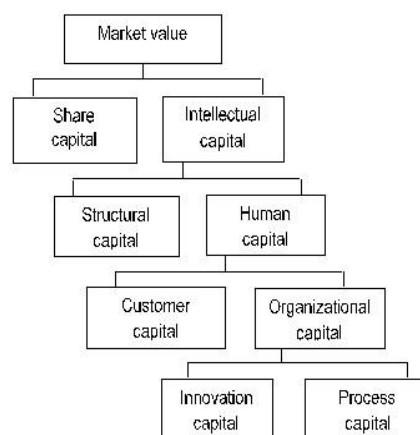 Market value
Share
capital
Intellectual
capital
Structural
capital
Human
capital
Customer
capital
Organizational
capital
Innovation
capital
Process
capital